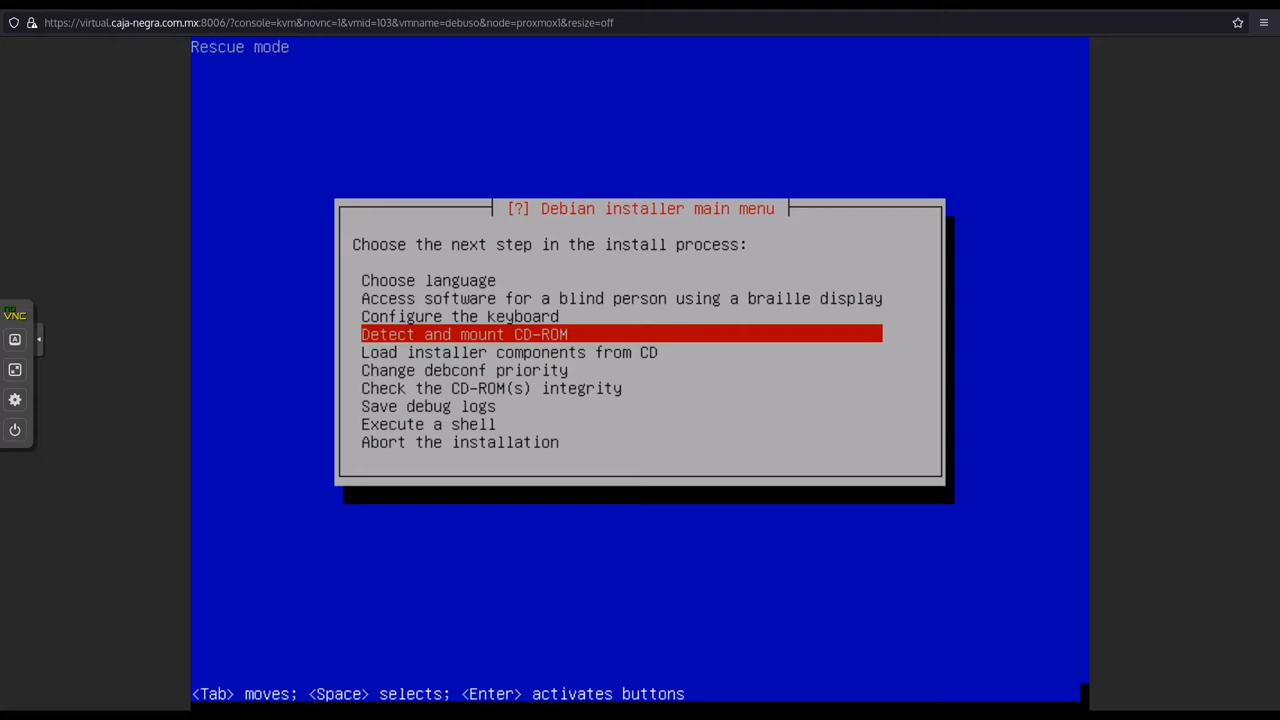 https://virtual.caja-negra.com.mx:8006/?console=kvm&novnc=1&vmid=103&vmname=debuso&node=proxmox1&resize=off
Rescue mode
[?] Debian installer main menu
Choose the next step in the install process:
Choose language
Access software for a blind person using a braille display
Configure the keyboard
Detect and mount CD-ROM
Load installer components from CD
Change debconf priority
Check the CD-ROM(s) integrity
Save debug logs
Execute a shell
Abort the installation
no
VNC
A
<Tab> moves; <Space> selects; <Enter> activates buttons